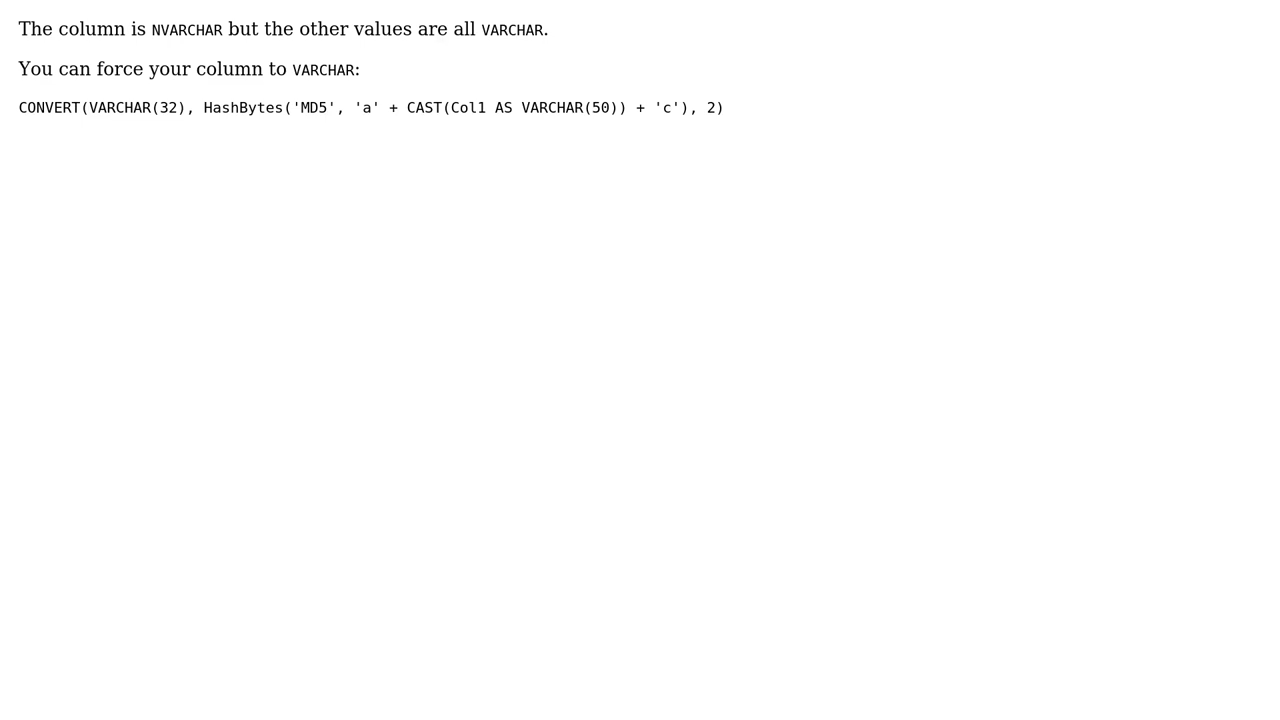 The column is NVARCHAR but the other values are all VARCHAR.
You can force your column to VARCHAR:
CONVERT(VARCHAR(32), HashBytes('MD5', 'a' + CAST(Col1 AS VARCHAR(50)) + 'c'), 2)